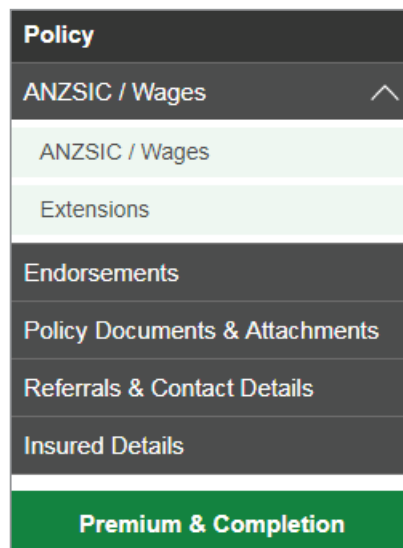 Policy
ANZSIC / Wages
ANZSIC / Wages
Extensions
Endorsements
Policy Documents & Attachments
Referrals & Contact Details
Insured Details
Premium & Completion